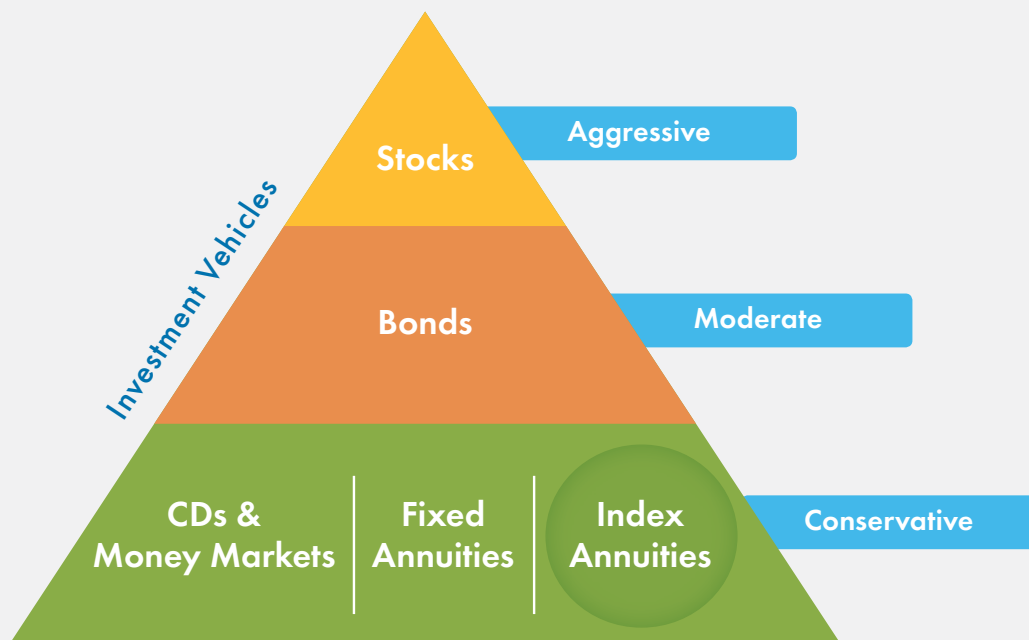 Stocks
Aggressive
Investment Vehicles
Bonds
Moderate
CDs &
Money Markets
Fixed
Annuities
Index
Annuities
Conservative